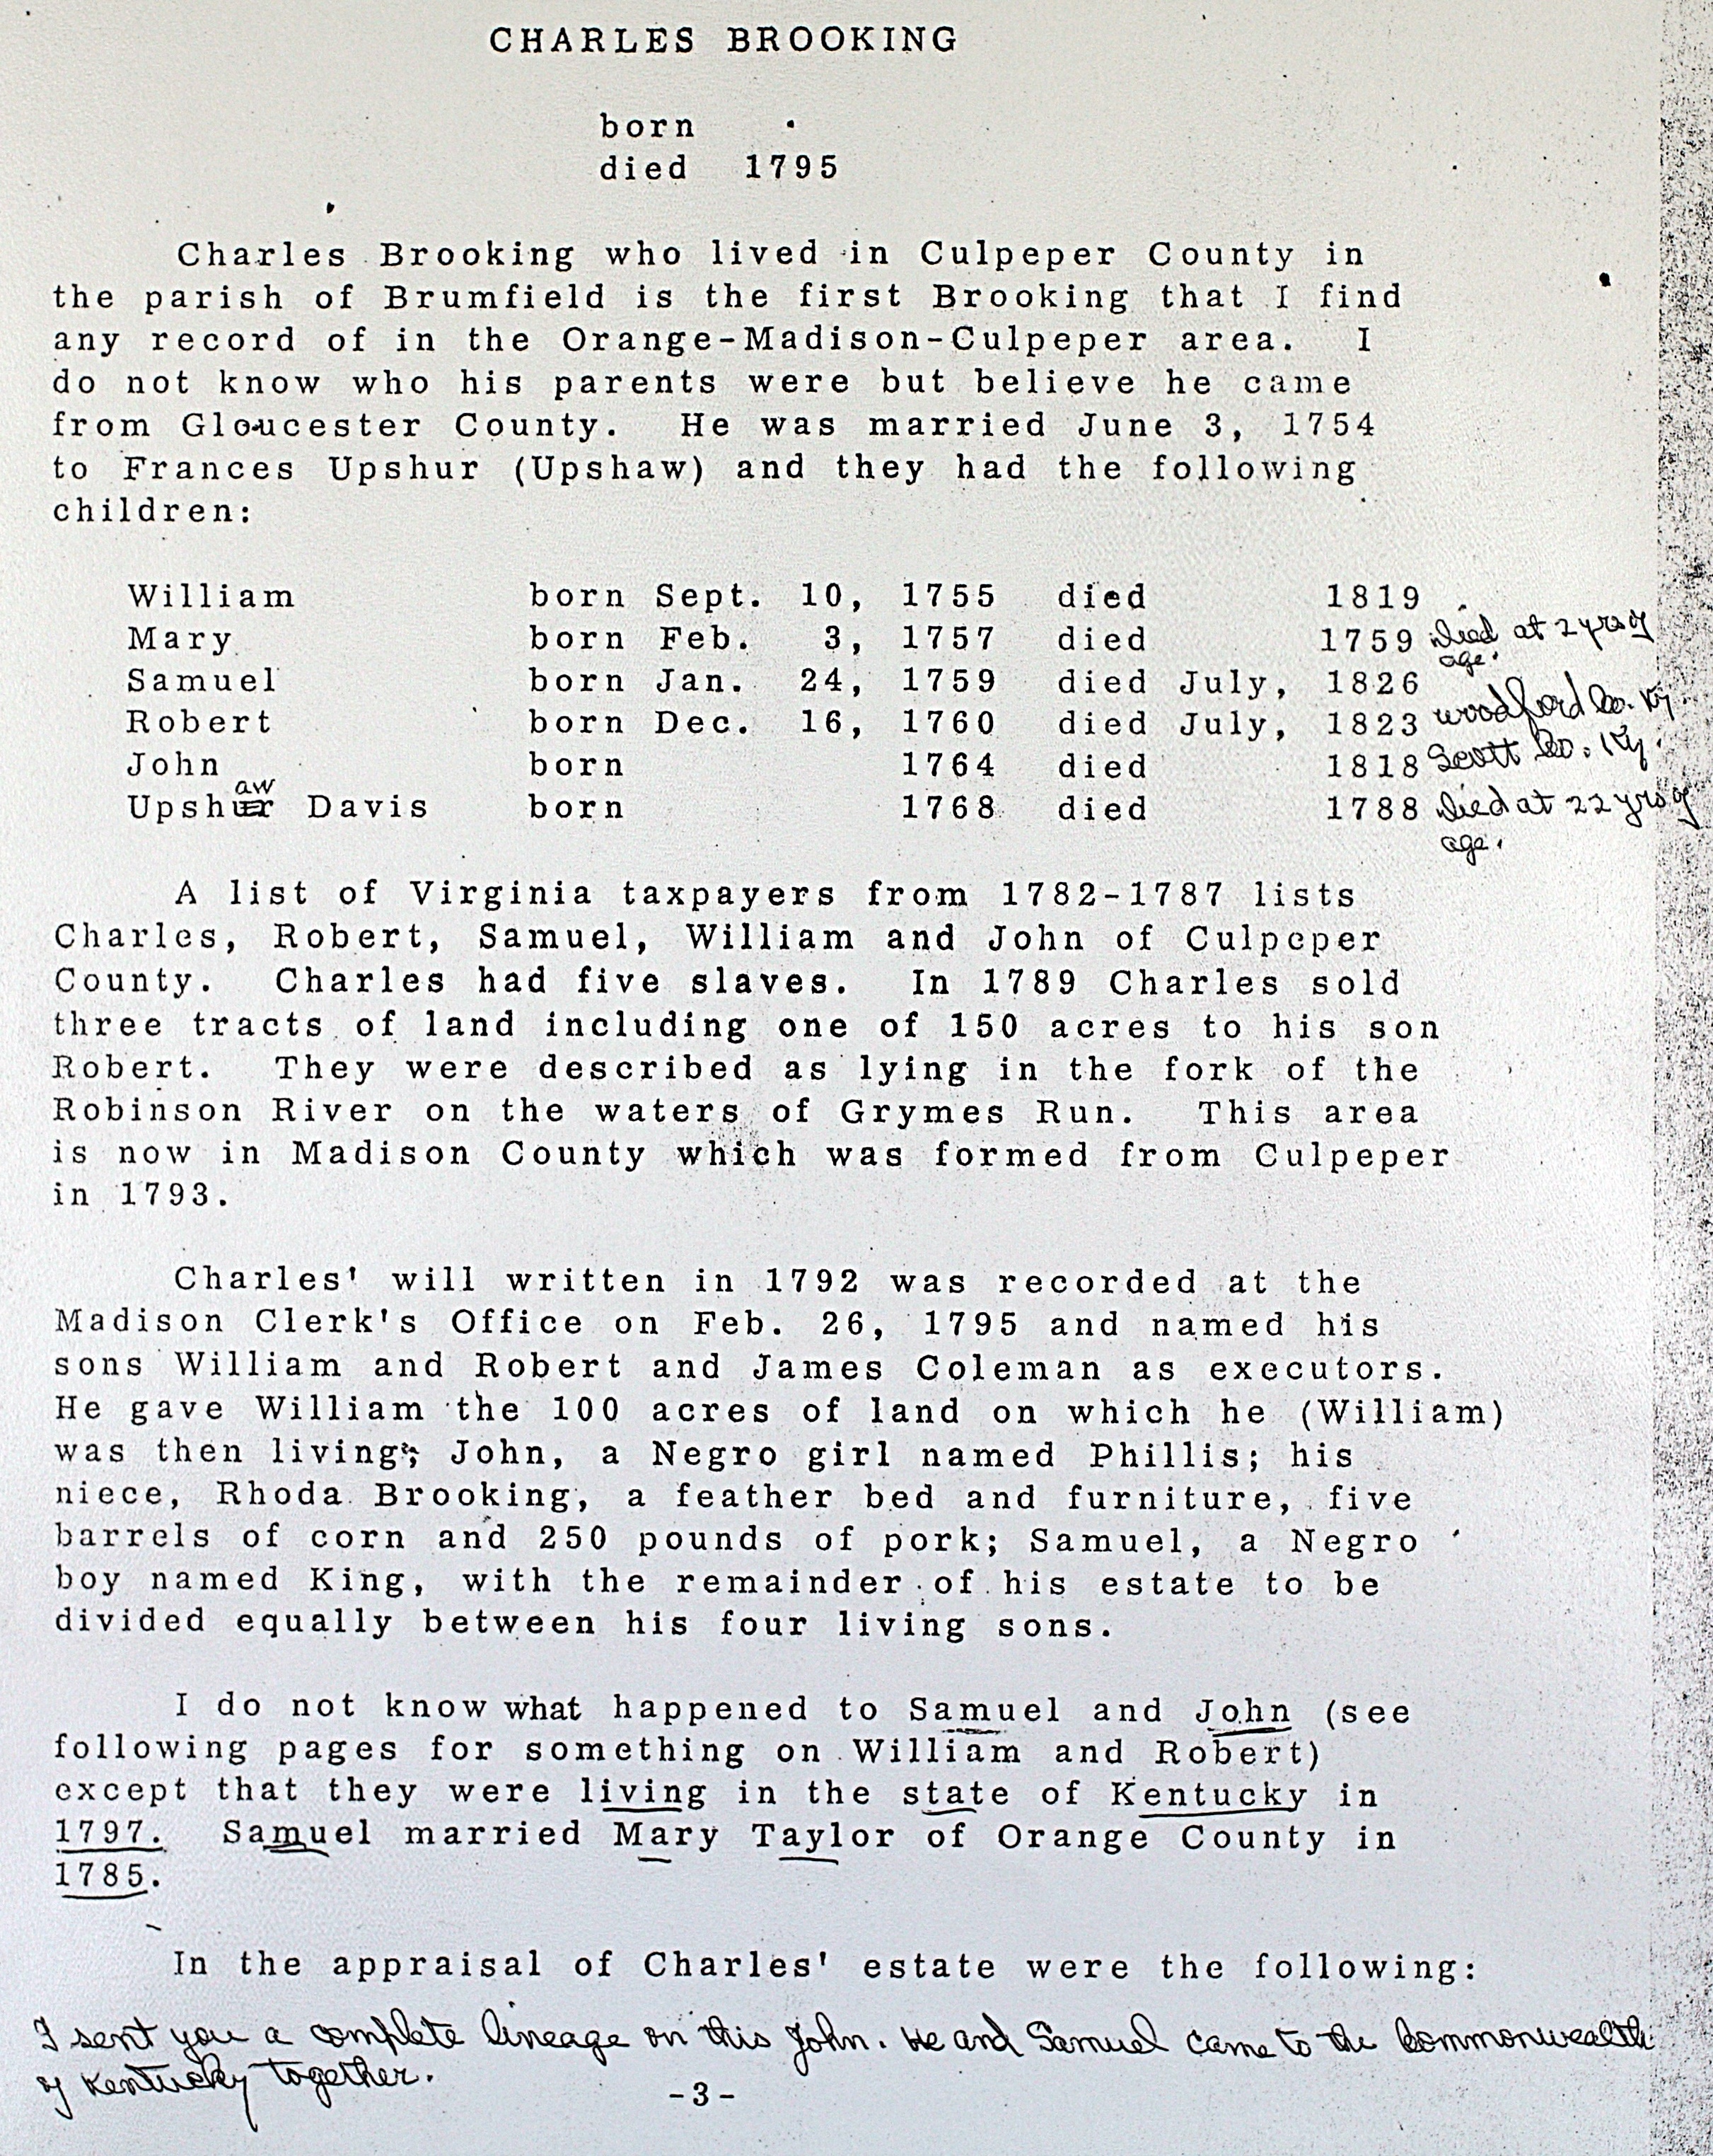 CHARLES BROOKING
born
died 1795
Charles Brooking who lived in Culpeper County in
the parish of Brumfield is the first Brooking that I find
any record of in the Orange-Madison-Culpeper area. I
do not know who his parents were but believe he came
from Gloucester County. He was married June 3, 1754
to Frances Upshur (Upshaw) and they had the following
children:
William born Sept. 10, 1755 died 1819
Mary born Feb. 3, 1757 died 1759 Died at 2 yrs of
age.
Samuel born Jan. 24, 1759 died July, 1826
Robert born Dec. 16, 1760 died July, 1823 Woodford Co. Ky.
John born 1764 died 1818 Scott Co. Ky.
aw
Upshur Davis born 1768 died 1788 Died at 22 yrs of
age.
A list of Virginia taxpayers from 1782-1787 lists
Charles, Robert, Samuel, William and John of Culpeper
County. Charles had five slaves. In 1789 Charles sold
three tracts of land including one of 150 acres to his son
Robert. They were described as lying in the fork of the
Robinson River on the waters of Grymes Run. This area
is now in Madison County which was formed from Culpeper
in 1793.
Charles' will written in 1792 was recorded at the
Madison Clerk's Office on Feb. 26, 1795 and named his
sons William and Robert and James Coleman as executors.
He gave William the 100 acres of land on which he (William)
was then living; John, a Negro girl named Phillis; his
niece, Rhoda Brooking, a feather bed and furniture, five
barrels of corn and 250 pounds of pork; Samuel, a Negro
boy named King, with the remainder of his estate to be
divided equally between his four living sons.
I do not know what happened to Samuel and John (see
following pages for something on William and Robert)
except that they were living in the state of Kentucky in
1797. Samuel married Mary Taylor of Orange County in
1785.
In the appraisal of Charles' estate were the following:
I sent you a complete lineage on this John. He and Samuel came to the Commonwealth
of Kentucky together.
-3-